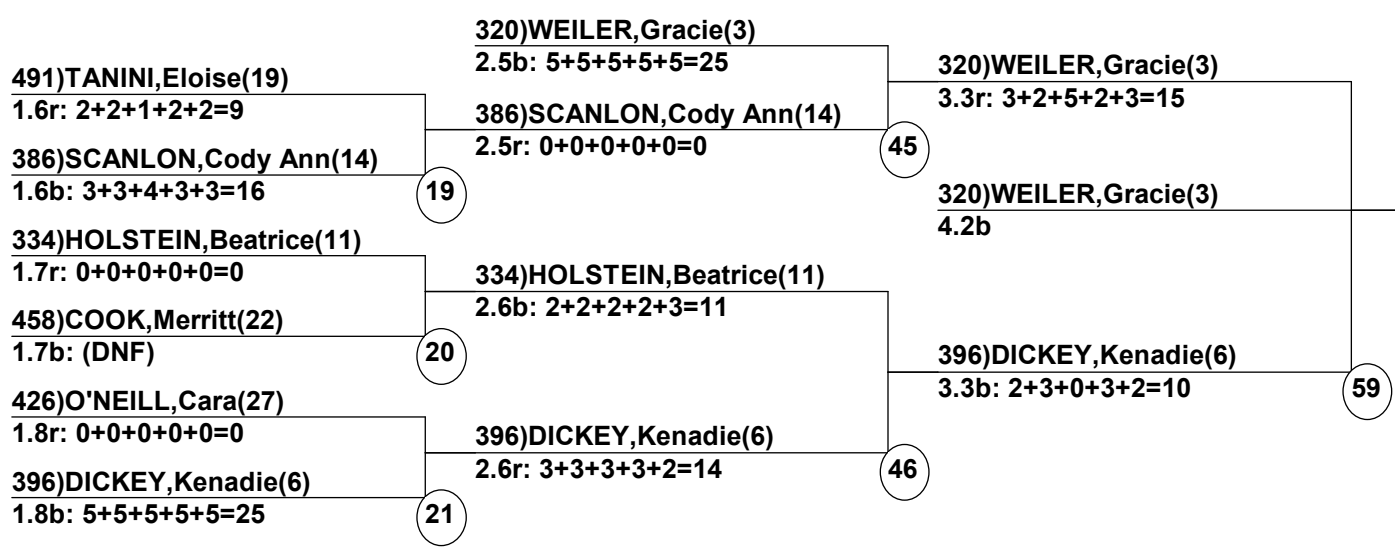 491)TANINI,Eloise(19)
1.6r: 2+2+1+2+2=9
386)SCANLON,Cody Ann(14)
1.6b: 3+3+4+3+3=16
19
334)HOLSTEIN,Beatrice(11)
1.7r: 0+0+0+0+0=0
458)COOK,Merritt(22)
1.7b: (DNF)
20
426)O'NEILL,Cara(27)
1.8r: 0+0+0+0+0=0
396)DICKEY,Kenadie(6)
1.8b: 5+5+5+5+5=25
21
320)WEILER,Gracie(3)
2.5b: 5+5+5+5+5=25
386)SCANLON,Cody Ann(14)
2.5r: 0+0+0+0+0=0
45
334)HOLSTEIN,Beatrice(11)
2.6b: 2+2+2+2+3=11
396)DICKEY,Kenadie(6)
2.6r: 3+3+3+3+2=14
46
320)WEILER,Gracie(3)
3.3r: 3+2+5+2+3=15
320)WEILER,Gracie(3)
4.2b
396)DICKEY,Kenadie(6)
3.3b: 2+3+0+3+2=10
59